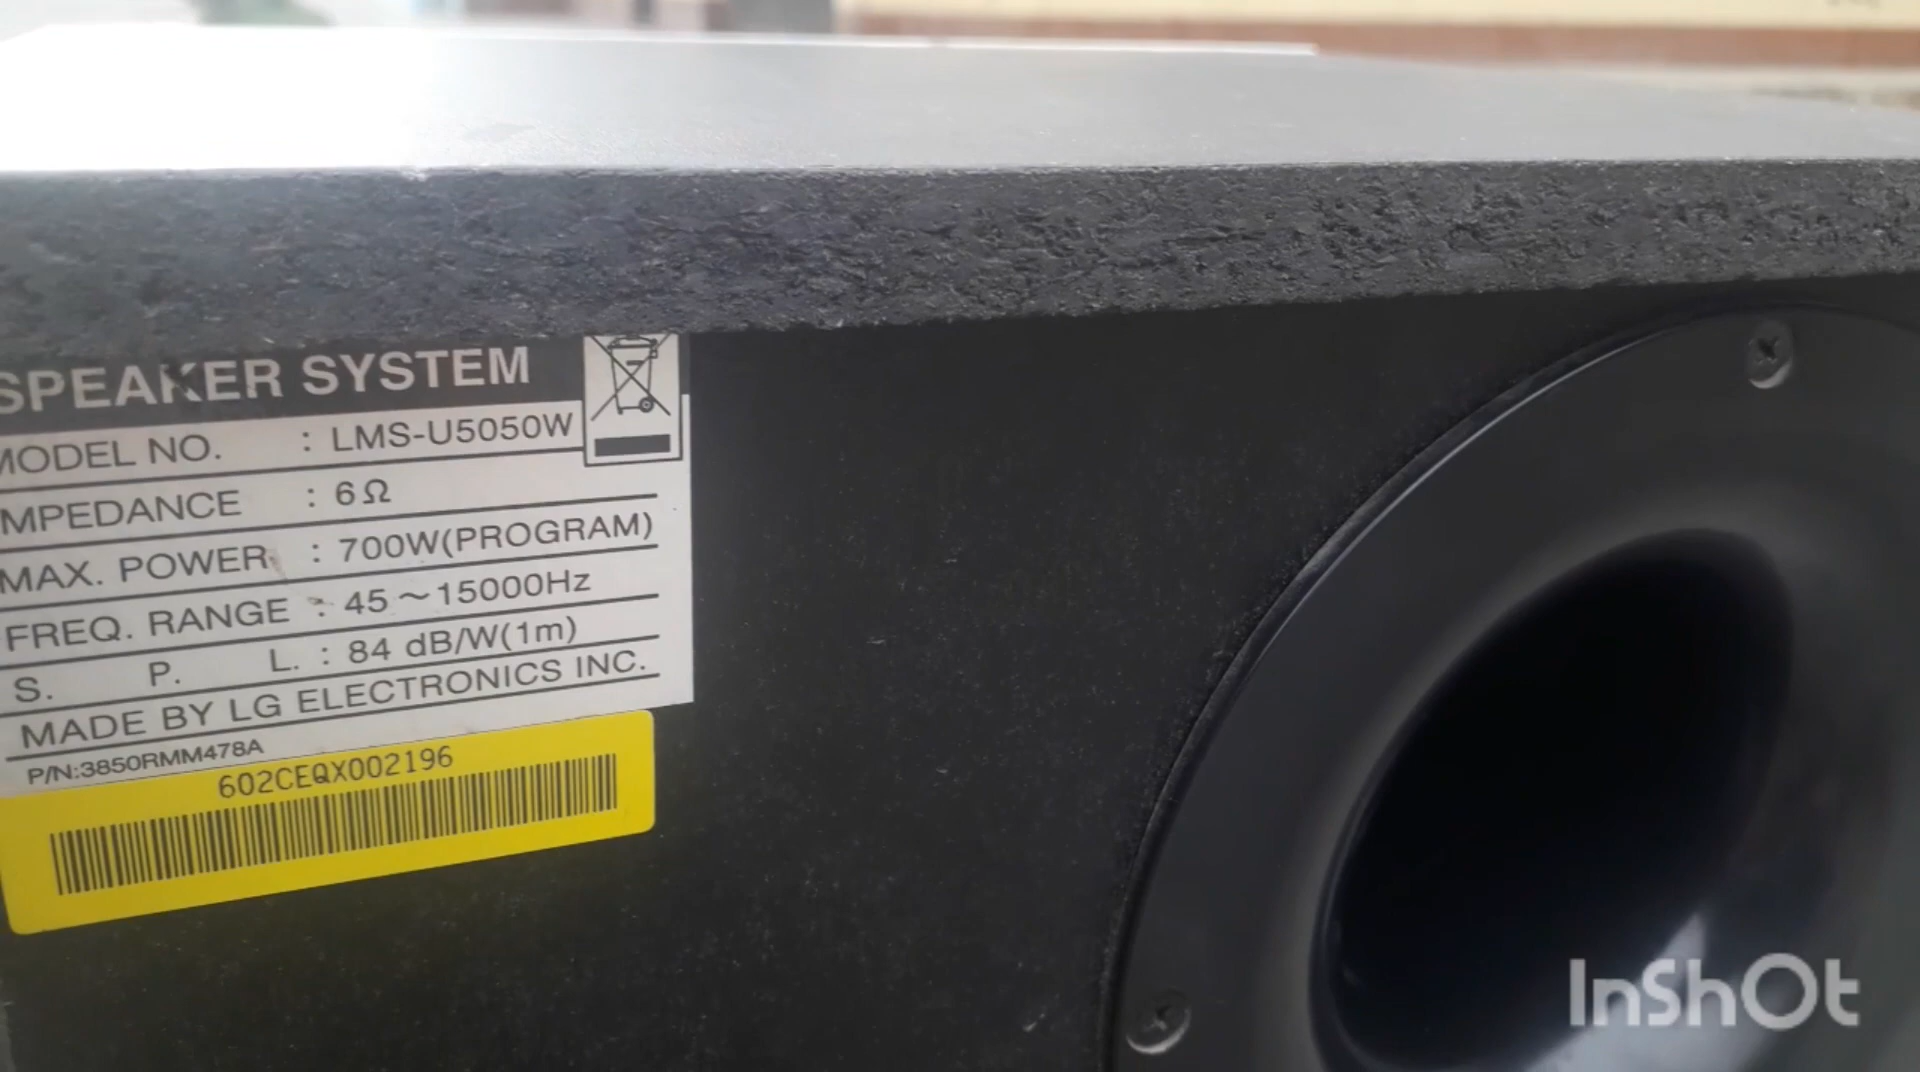 SPEAKER SYSTEM
MODEL NO. : LMS-U5050W
IMPEDANCE : 6Ω
MAX. POWER : 700W(PROGRAM)
FREQ. RANGE : 45～15000Hz
S. P. L. : 84 dB/W(1m)
MADE BY LG ELECTRONICS INC.
P/N:3850RMM478A
602CEQX002196
InShOt